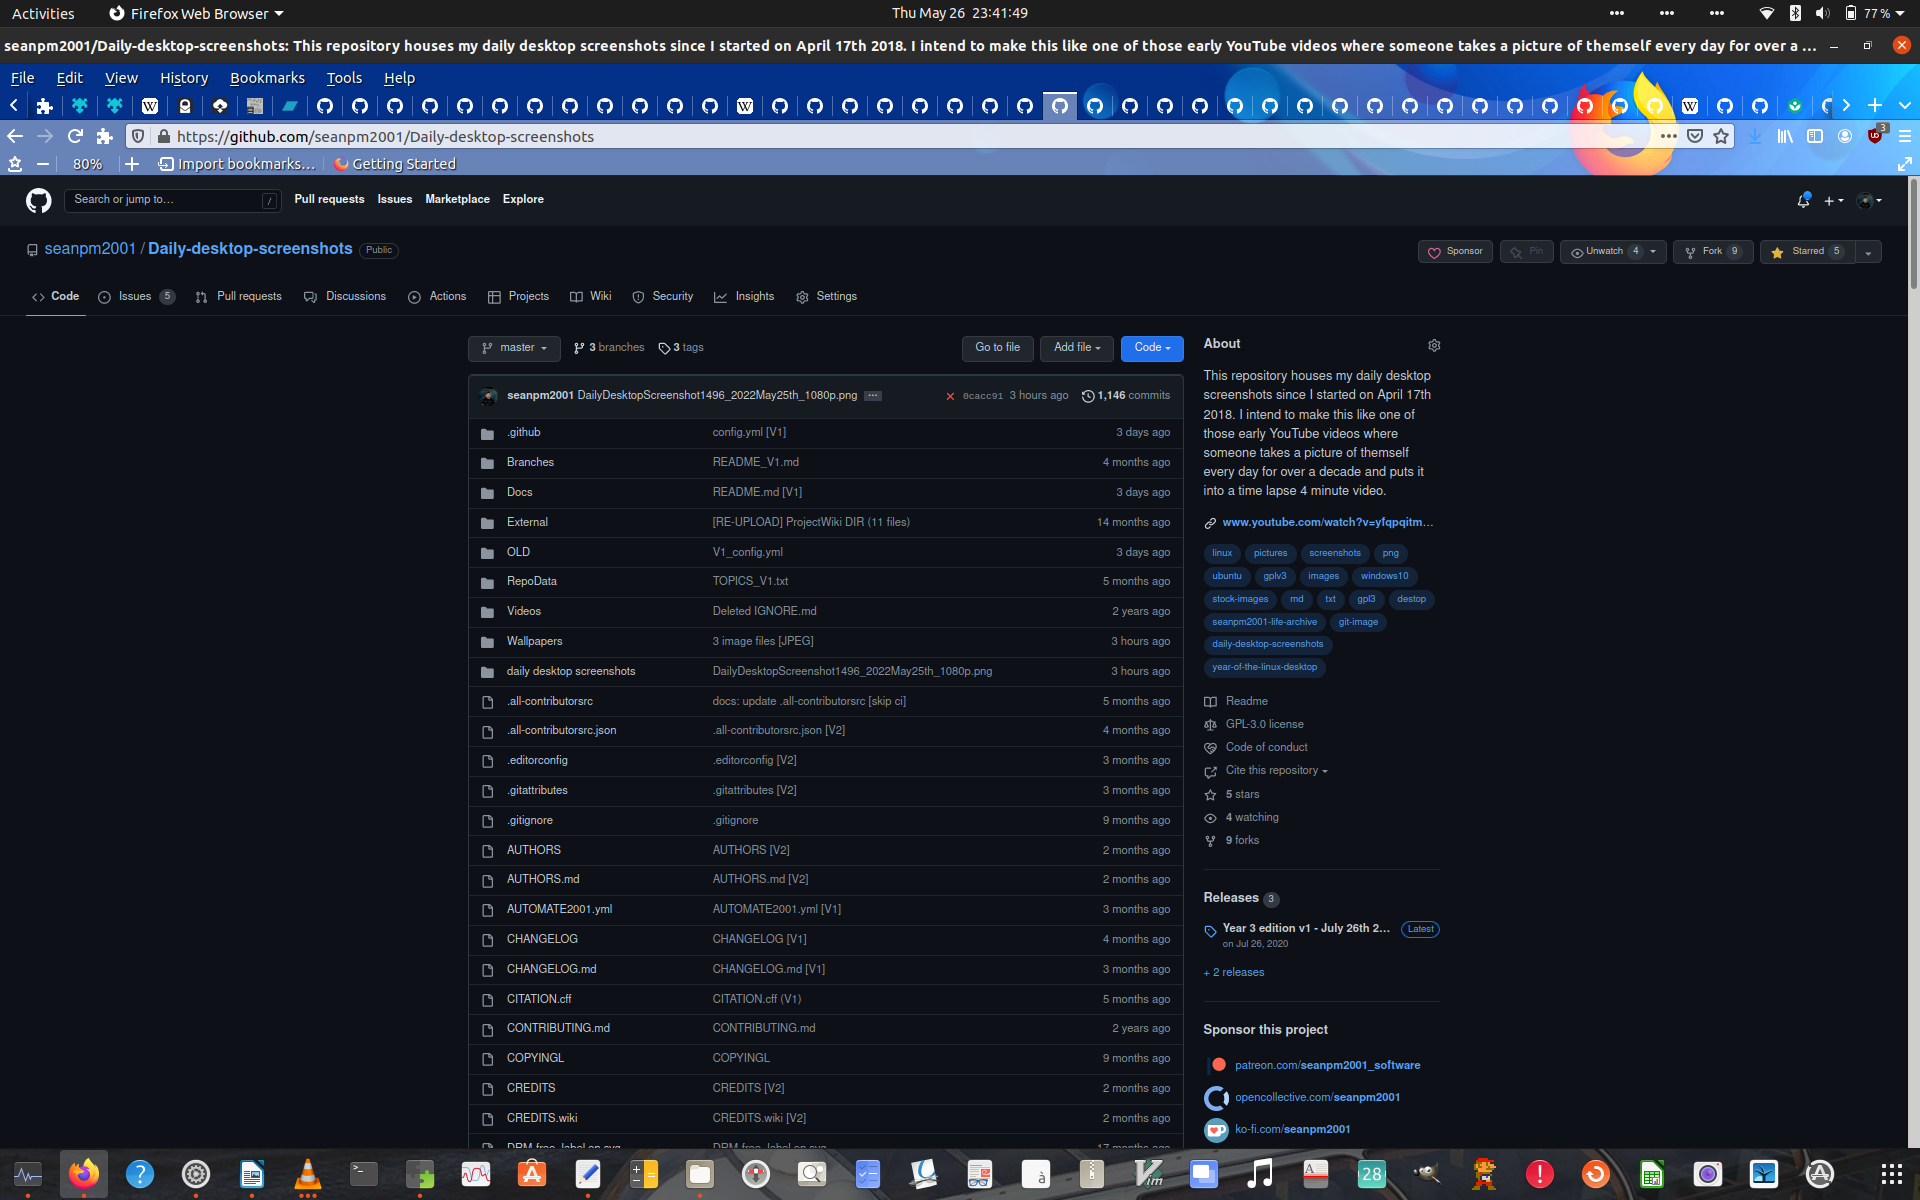 Activities Firefox Web Browser Thu May 26 23:41:49 77 %
seanpm2001/Daily-desktop-screenshots: This repository houses my daily desktop screenshots since I started on April 17th 2018. I intend to make this like one of those early YouTube videos where someone takes a picture of themself every day for over a ...
File Edit View History Bookmarks Tools Help
https://github.com/seanpm2001/Daily-desktop-screenshots 3
80% Import bookmarks... Getting Started
Search or jump to... / Pull requests Issues Marketplace Explore
seanpm2001 / Daily-desktop-screenshots Public Sponsor Pin Unwatch 4 Fork 9 Starred 5
Code Issues 5 Pull requests Discussions Actions Projects Wiki Security Insights Settings
master 3 branches 3 tags Go to file Add file Code
seanpm2001 DailyDesktopScreenshot1496_2022May25th_1080p.png ... 0cacc91 3 hours ago 1,146 commits
.github config.yml [V1] 3 days ago
Branches README_V1.md 4 months ago
Docs README.md [V1] 3 days ago
External [RE-UPLOAD] ProjectWiki DIR (11 files) 14 months ago
OLD V1_config.yml 3 days ago
RepoData TOPICS_V1.txt 5 months ago
Videos Deleted IGNORE.md 2 years ago
Wallpapers 3 image files [JPEG] 3 hours ago
daily desktop screenshots DailyDesktopScreenshot1496_2022May25th_1080p.png 3 hours ago
.all-contributorsrc docs: update .all-contributorsrc [skip ci] 5 months ago
.all-contributorsrc.json .all-contributorsrc.json [V2] 4 months ago
.editorconfig .editorconfig [V2] 3 months ago
.gitattributes .gitattributes [V2] 3 months ago
.gitignore .gitignore 9 months ago
AUTHORS AUTHORS [V2] 2 months ago
AUTHORS.md AUTHORS.md [V2] 2 months ago
AUTOMATE2001.yml AUTOMATE2001.yml [V1] 3 months ago
CHANGELOG CHANGELOG [V1] 4 months ago
CHANGELOG.md CHANGELOG.md [V1] 3 months ago
CITATION.cff CITATION.cff (V1) 5 months ago
CONTRIBUTING.md CONTRIBUTING.md 2 years ago
COPYINGL COPYINGL 9 months ago
CREDITS CREDITS [V2] 2 months ago
CREDITS.wiki CREDITS.wiki [V2] 2 months ago
About
This repository houses my daily desktop
screenshots since I started on April 17th
2018. I intend to make this like one of
those early YouTube videos where
someone takes a picture of themself
every day for over a decade and puts it
into a time lapse 4 minute video.
www.youtube.com/watch?v=yfqpqitm...
linux pictures screenshots png
ubuntu gplv3 images windows10
stock-images md txt gpl3 destop
seanpm2001-life-archive git-image
daily-desktop-screenshots
year-of-the-linux-desktop
Readme
GPL-3.0 license
Code of conduct
Cite this repository
5 stars
4 watching
9 forks
Releases 3
Year 3 edition v1 - July 26th 2... Latest
on Jul 26, 2020
+ 2 releases
Sponsor this project
patreon.com/seanpm2001_software
opencollective.com/seanpm2001
ko-fi.com/seanpm2001
28